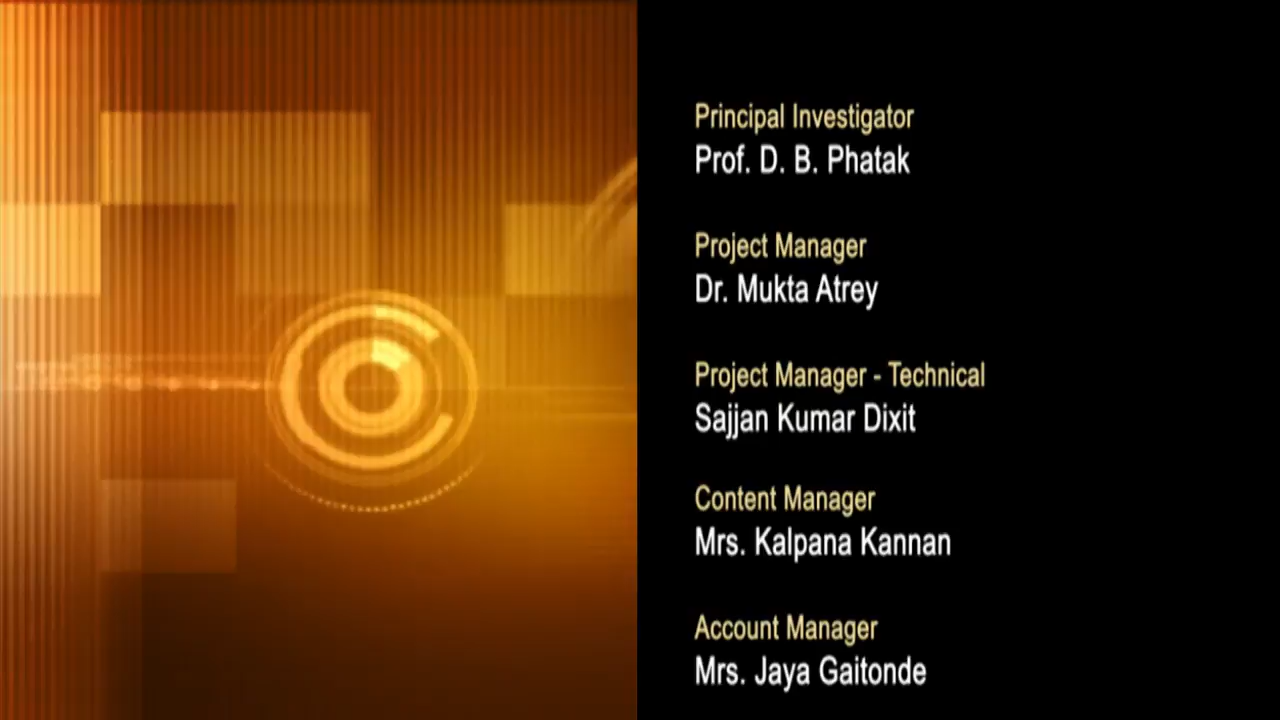 Principal Investigator
Prof. D. B. Phatak
Project Manager
Dr. Mukta Atrey
Project Manager - Technical
Sajjan Kumar Dixit
Content Manager
Mrs. Kalpana Kannan
Account Manager
Mrs. Jaya Gaitonde